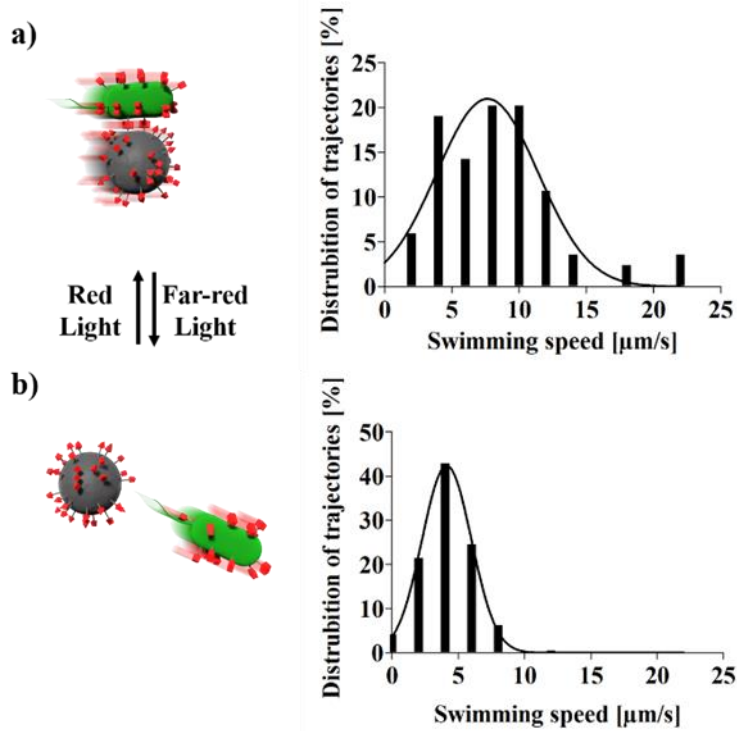 a)
Distrubition of trajectories [%]
25
20
15
10
5
0
0 5 10 15 20 25
Swimming speed [µm/s]
Red Far-red
Light Light
b)
Distrubition of trajectories [%]
50
40
30
20
10
0
0 5 10 15 20 25
Swimming speed [µm/s]